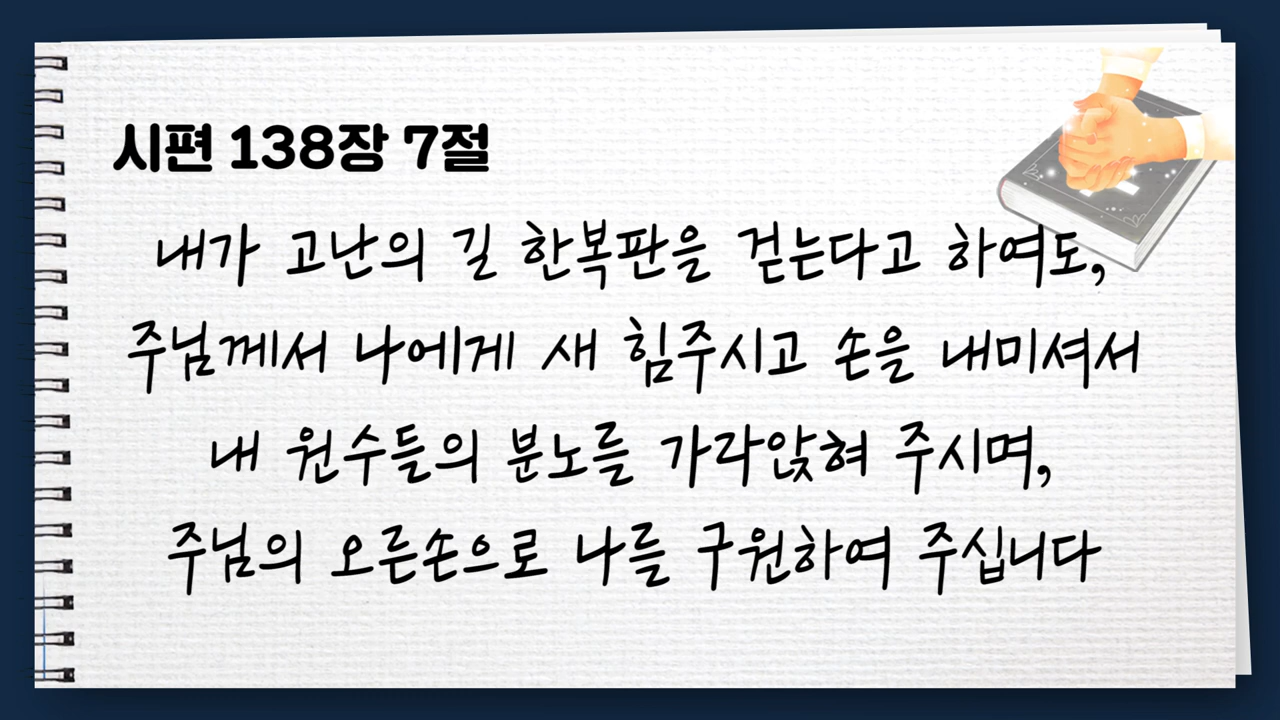 시편 138장 7절
내가 고난의 길 한복판을 걷는다고 하여도,
주님께서 나에게 새 힘주시고 손을 내미셔서
내 원수들의 분노를 가라앉혀 주시며,
주님의 오른손으로 나를 구원하여 주십니다